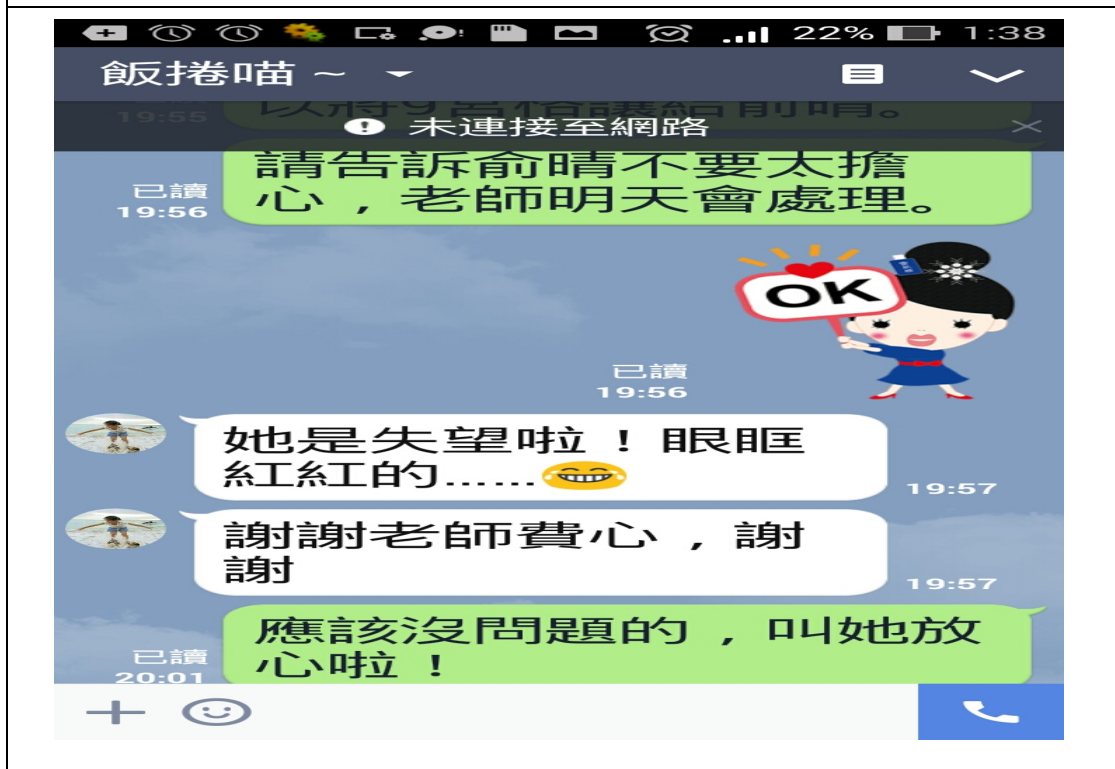 22% 1:38
飯捲喵~
19:55
未連接至網路
請告訴俞晴不要太擔
心,老師明天會處理。
已讀
19:56
OK
已讀
19:56
她是失望啦!眼眶
紅紅的......😂
19:57
謝謝老師費心,謝
謝
19:57
應該沒問題的,叫她放
心啦!
已讀
20:01